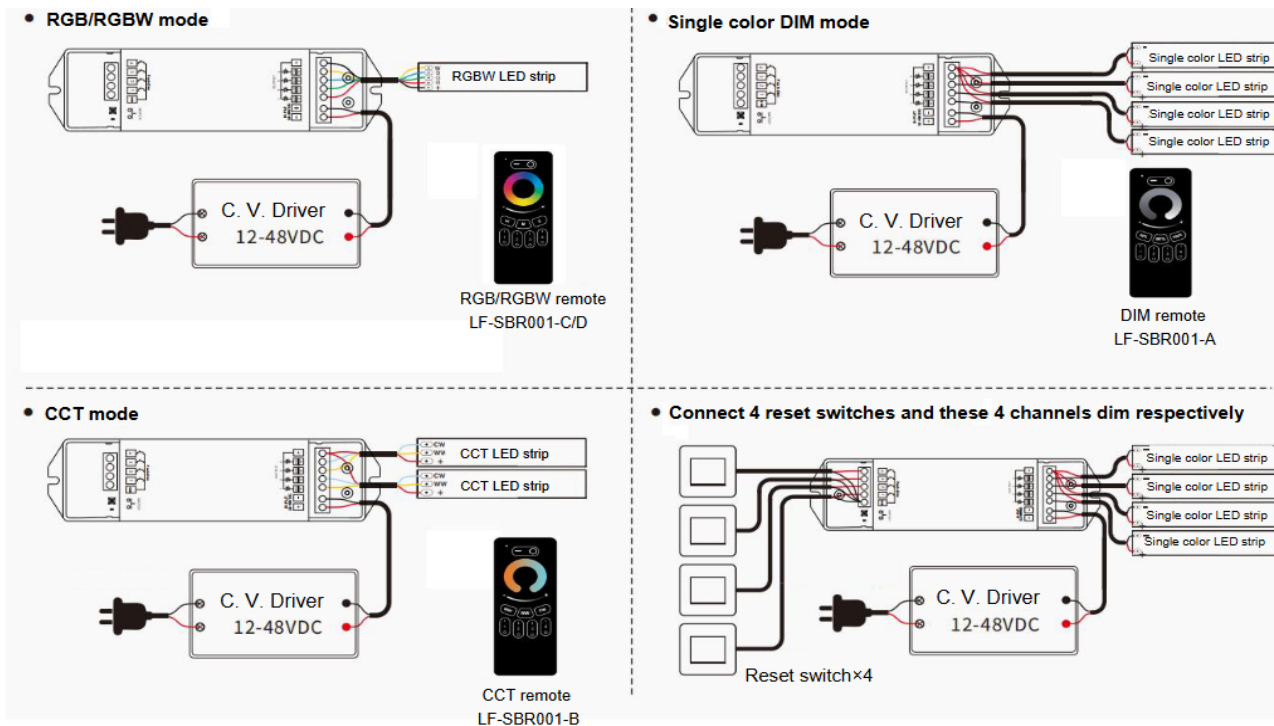 RGB/RGBW mode
RGBW LED strip
C. V. Driver
12-48VDC
RGB/RGBW remote
LF-SBR001-C/D
Single color DIM mode
Single color LED strip
Single color LED strip
Single color LED strip
Single color LED strip
C. V. Driver
12-48VDC
DIM remote
LF-SBR001-A
CCT mode
CW
WW
+
CCT LED strip
CW
WW
+
CCT LED strip
C. V. Driver
12-48VDC
CCT remote
LF-SBR001-B
Connect 4 reset switches and these 4 channels dim respectively
Single color LED strip
Single color LED strip
Single color LED strip
Single color LED strip
C. V. Driver
12-48VDC
Reset switch×4